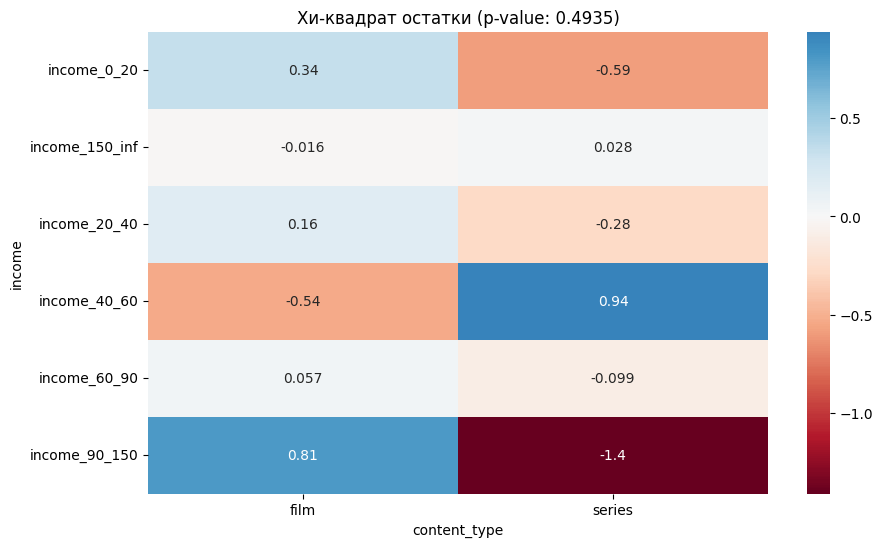 Хи-квадрат остатки (p-value: 0.4935)
income
income_0_20 0.34 -0.59
income_150_inf -0.016 0.028
income_20_40 0.16 -0.28
income_40_60 -0.54 0.94
income_60_90 0.057 -0.099
income_90_150 0.81 -1.4
film series
content_type
0.5
0.0
−0.5
−1.0